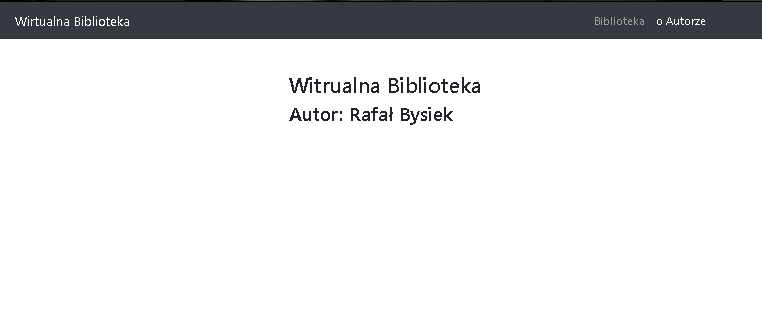 Wirtualna Biblioteka
Biblioteka o Autorze
Witrualna Biblioteka
Autor: Rafał Bysiek